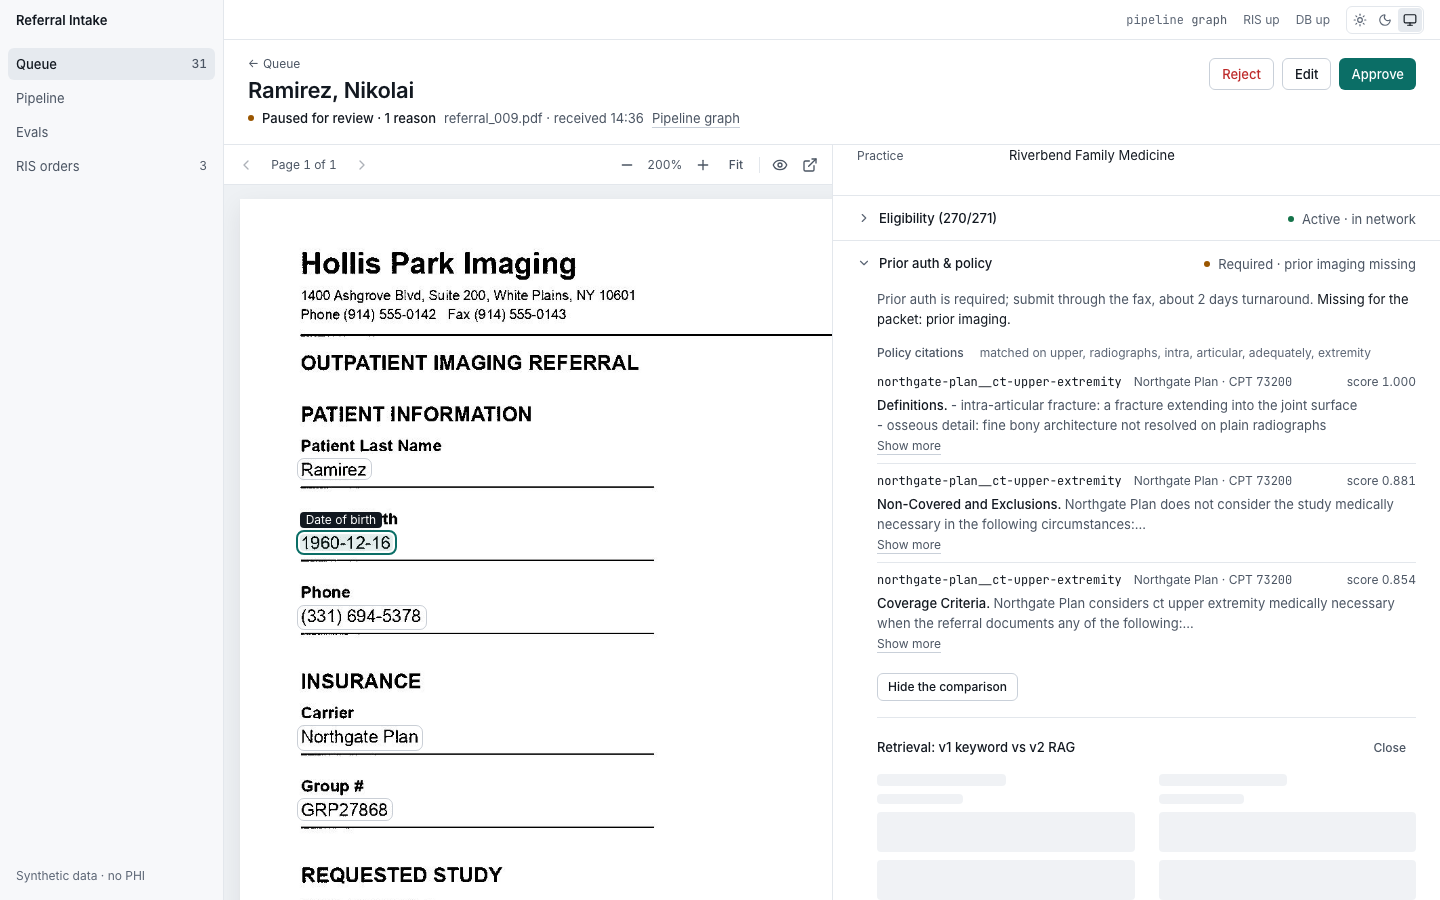 Referral Intake
Queue 31
Pipeline
Evals
RIS orders 3
Synthetic data · no PHI
pipeline graph RIS up DB up
← Queue
Ramirez, Nikolai
Paused for review · 1 reason referral_009.pdf · received 14:36 Pipeline graph
Reject Edit Approve
Page 1 of 1 200% Fit
Hollis Park Imaging
1400 Ashgrove Blvd, Suite 200, White Plains, NY 10601
Phone (914) 555-0142 Fax (914) 555-0143
OUTPATIENT IMAGING REFERRAL
PATIENT INFORMATION
Patient Last Name
Ramirez
Date of birth th
1960-12-16
Phone
(331) 694-5378
INSURANCE
Carrier
Northgate Plan
Group #
GRP27868
REQUESTED STUDY
Practice Riverbend Family Medicine
Eligibility (270/271) Active · in network
Prior auth & policy Required · prior imaging missing
Prior auth is required; submit through the fax, about 2 days turnaround. Missing for the
packet: prior imaging.
Policy citations matched on upper, radiographs, intra, articular, adequately, extremity
northgate-plan__ct-upper-extremity Northgate Plan · CPT 73200 score 1.000
Definitions. - intra-articular fracture: a fracture extending into the joint surface
- osseous detail: fine bony architecture not resolved on plain radiographs
Show more
northgate-plan__ct-upper-extremity Northgate Plan · CPT 73200 score 0.881
Non-Covered and Exclusions. Northgate Plan does not consider the study medically
necessary in the following circumstances:...
Show more
northgate-plan__ct-upper-extremity Northgate Plan · CPT 73200 score 0.854
Coverage Criteria. Northgate Plan considers ct upper extremity medically necessary
when the referral documents any of the following:...
Show more
Hide the comparison
Retrieval: v1 keyword vs v2 RAG Close